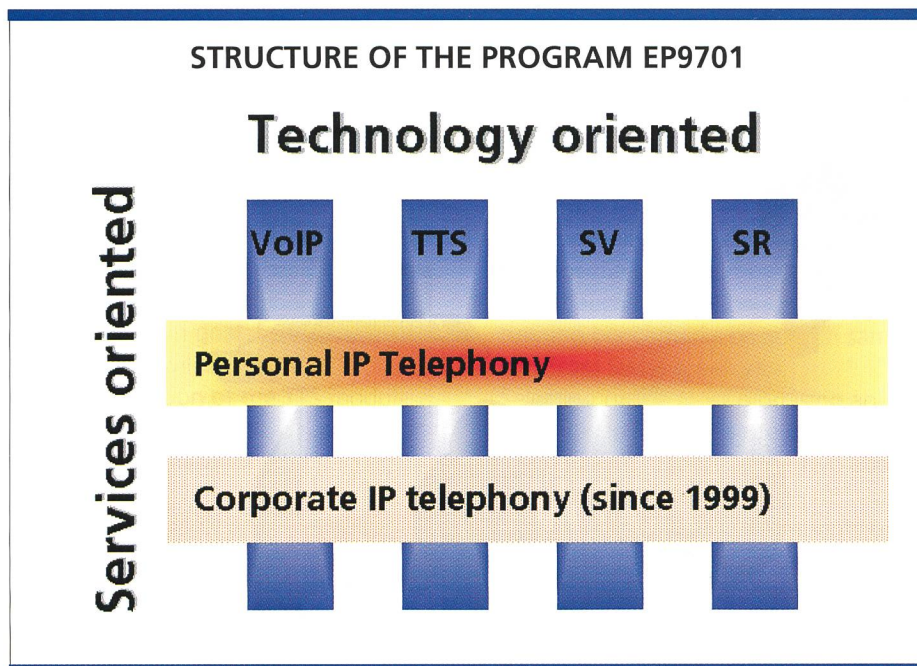 STRUCTURE OF THE PROGRAM EP9701
Technology oriented
Services oriented
VoIP TTS SV SR
Personal IP Telephony
Corporate IP telephony (since 1999)